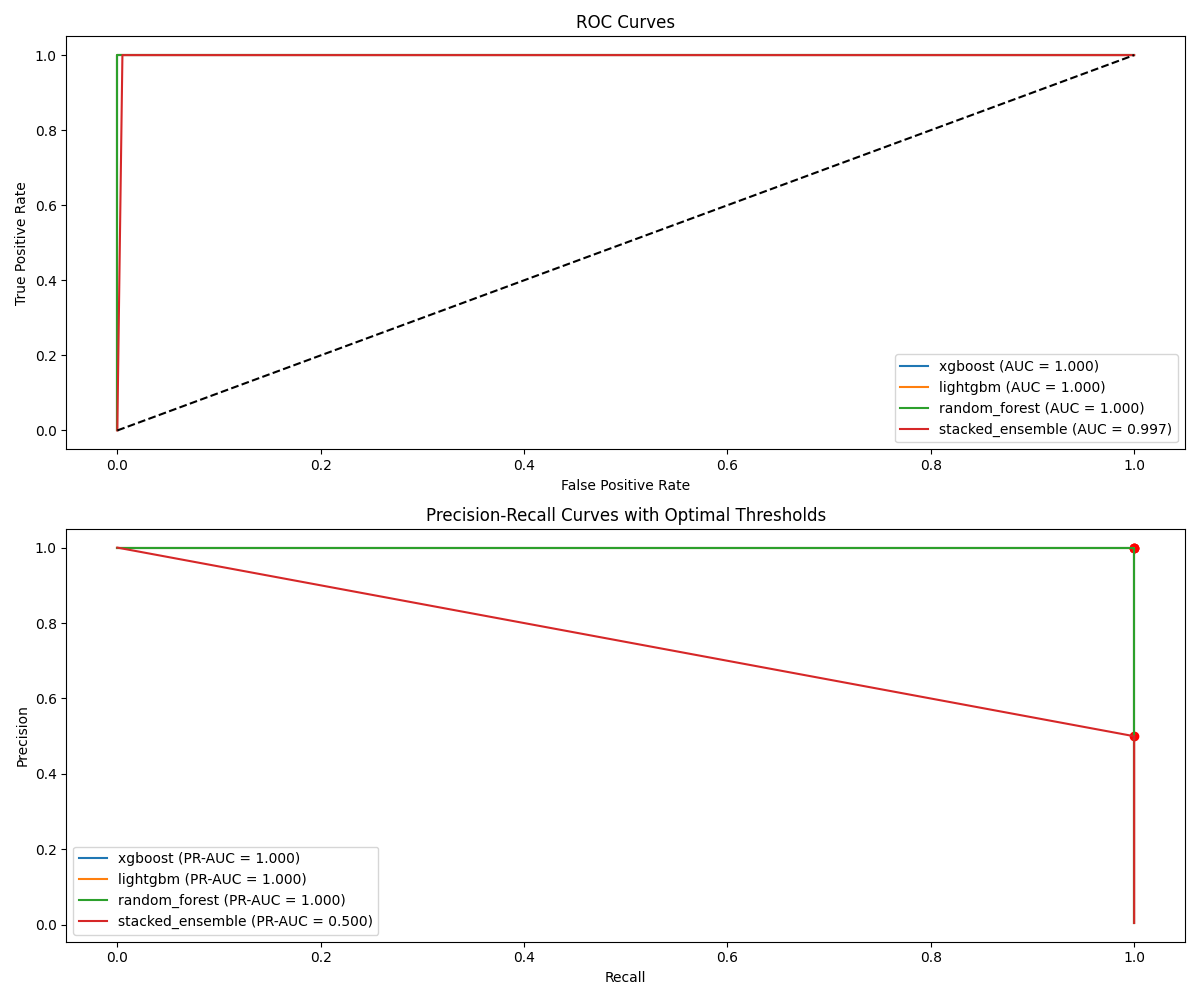 ROC Curves
True Positive Rate
1.0
0.8
0.6
0.4
0.2
0.0
xgboost (AUC = 1.000)
lightgbm (AUC = 1.000)
random_forest (AUC = 1.000)
stacked_ensemble (AUC = 0.997)
0.0 0.2 0.4 0.6 0.8 1.0
False Positive Rate
Precision-Recall Curves with Optimal Thresholds
Precision
1.0
0.8
0.6
0.4
0.2
0.0
xgboost (PR-AUC = 1.000)
lightgbm (PR-AUC = 1.000)
random_forest (PR-AUC = 1.000)
stacked_ensemble (PR-AUC = 0.500)
0.0 0.2 0.4 0.6 0.8 1.0
Recall